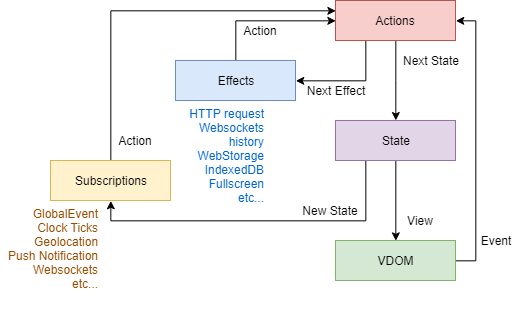 Actions
Action
Next State
Effects
Next Effect
HTTP request
Websockets
history
WebStorage
IndexedDB
Fullscreen
etc...
State
Action
Subscriptions
New State
View
GlobalEvent
Clock Ticks
Geolocation
Push Notification
Websockets
etc...
VDOM
Event